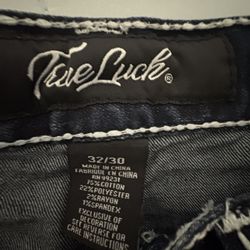 True Luck®
32/30
MADE IN CHINA
FABRIQUE EN CHINE
RN 99231
75%COTTON
22%POLYESTER
2%RAYON
1%SPANDEX
EXCLUSIVE OF
DECORATION
SEE REVERSE FOR
CARE INSTRUCTIONS